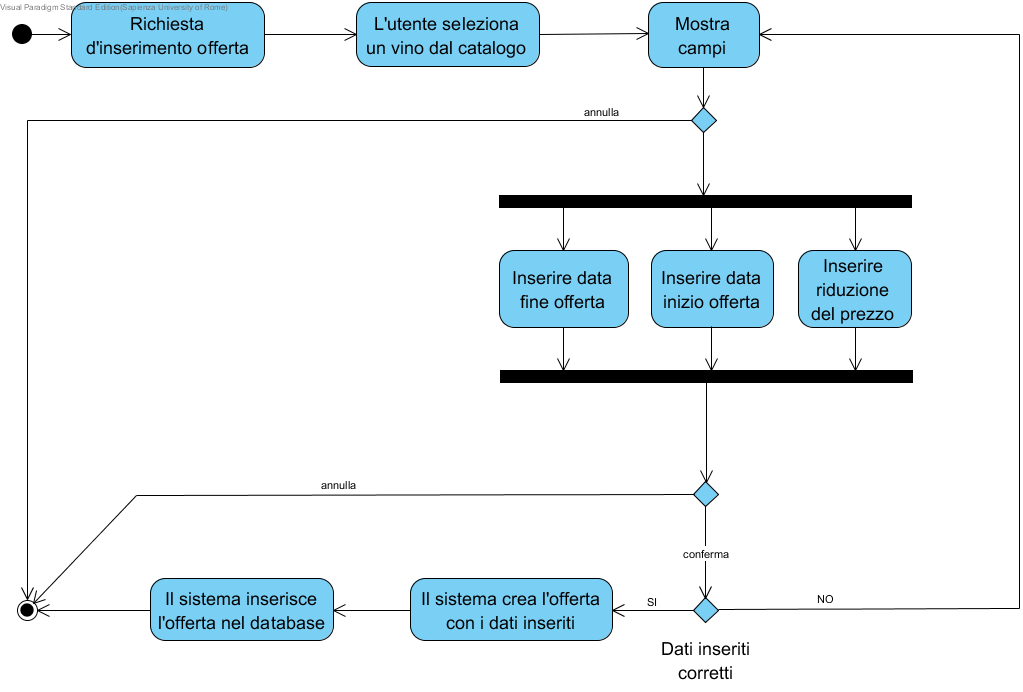 Visual Paradigm Standard Edition(Sapienza University of Rome)
Richiesta
d'inserimento offerta
L'utente seleziona
un vino dal catalogo
Mostra
campi
annulla
Inserire data
fine offerta
Inserire data
inizio offerta
Inserire
riduzione
del prezzo
annulla
conferma
Il sistema inserisce
l'offerta nel database
Il sistema crea l'offerta
con i dati inseriti
SI
NO
Dati inseriti
corretti